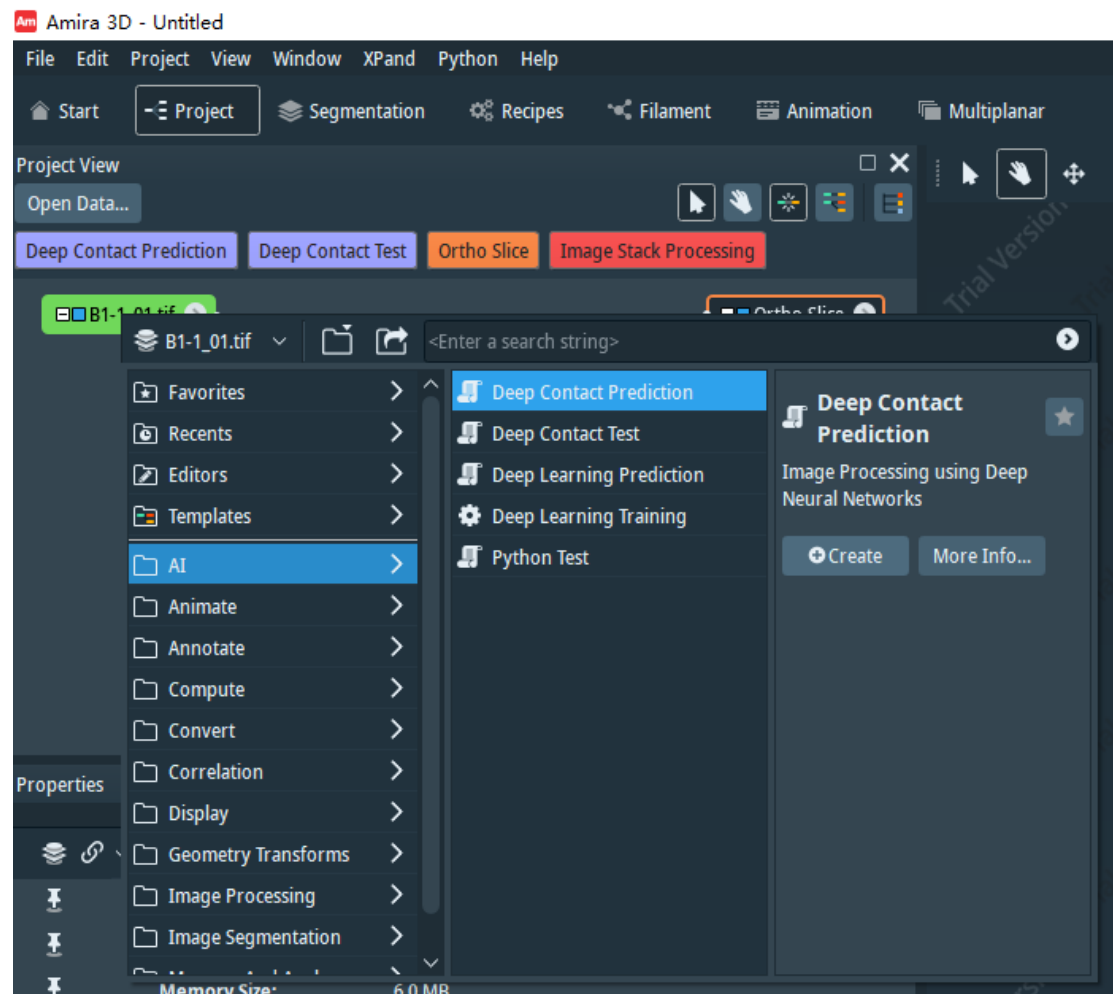 Am Amira 3D - Untitled
File Edit Project View Window XPand Python Help
Start Project Segmentation Recipes Filament Animation Multiplanar
Project View
Open Data...
Trial Version
Deep Contact Prediction Deep Contact Test Ortho Slice Image Stack Processing
B1-1_01.tif Ortho Slice
B1-1_01.tif <Enter a search string>
Favorites
Recents
Editors
Templates
AI
Animate
Annotate
Compute
Convert
Correlation
Display
Geometry Transforms
Image Processing
Image Segmentation
Deep Contact Prediction
Deep Contact Test
Deep Learning Prediction
Deep Learning Training
Python Test
Deep Contact
Prediction
Image Processing using Deep
Neural Networks
Create More Info...
Properties
Memory Size: 6.0 MB